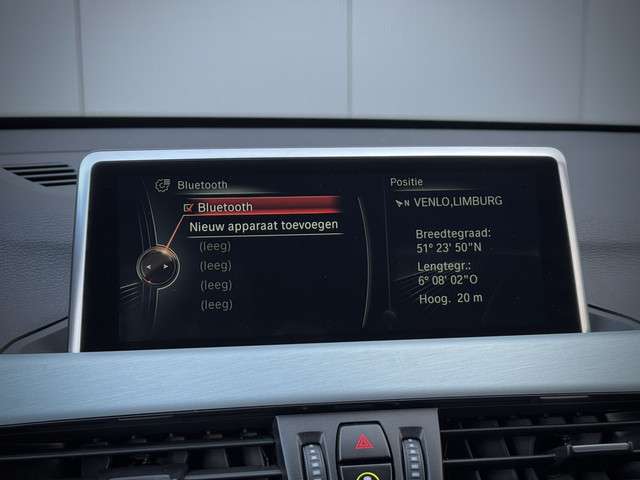 Bluetooth
Bluetooth
Nieuw apparaat toevoegen
(leeg)
(leeg)
(leeg)
(leeg)
Positie
N VENLO,LIMBURG
Breedtegraad:
51° 23' 50"N
Lengtegr.:
6° 08' 02"O
Hoog. 20 m